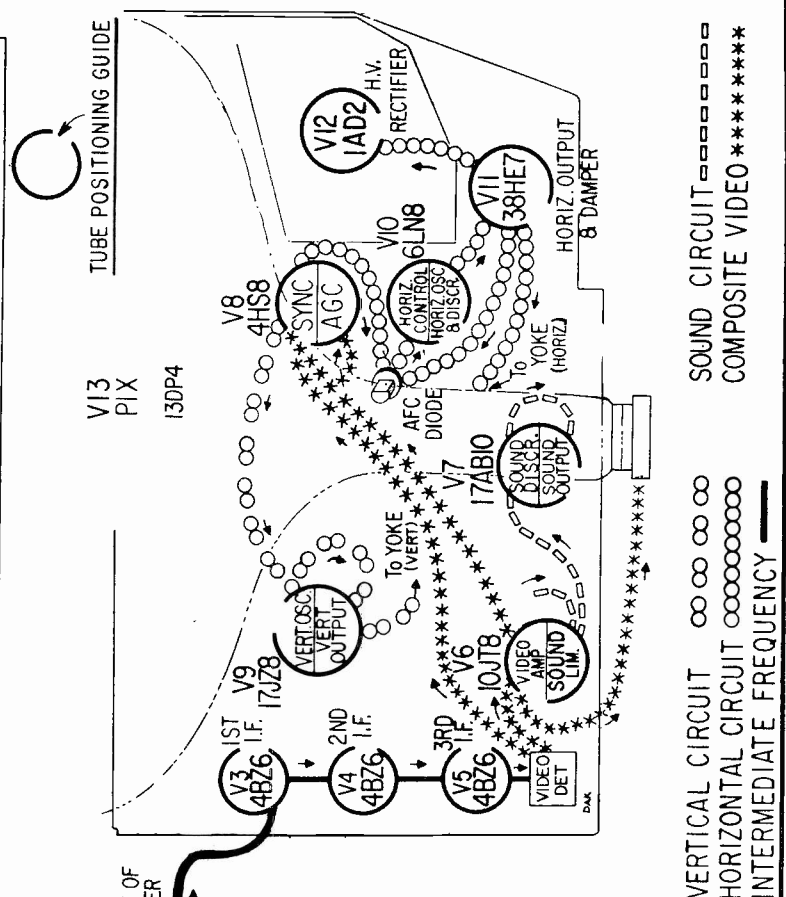 TUBE POSITIONING GUIDE
V12
1AD2
H.V.
RECTIFIER
V11
38HE7
HORIZ. OUTPUT
& DAMPER
V10
6LN8
HORIZ.
CONTROL
HORIZ. OSC
& DISCR.
V8
4HS8
SYNC
AGC
V13
PIX
13DP4
AFC
DIODE
To
YOKE
(HORIZ)
V7
17AB10
SOUND
DISCR.
SOUND
OUTPUT
To YOKE
(VERT)
V9
17JZ8
VERT.OSC.
VERT
OUTPUT
V6
10JT8
VIDEO
AMP
SOUND
LIM.
1ST
I.F.
V3
4BZ6
2ND
I.F.
V4
4BZ6
3RD
I.F.
V5
4BZ6
VIDEO
DET
DAR
OF
ER
VERTICAL CIRCUIT
HORIZONTAL CIRCUIT
INTERMEDIATE FREQUENCY
SOUND CIRCUIT
COMPOSITE VIDEO